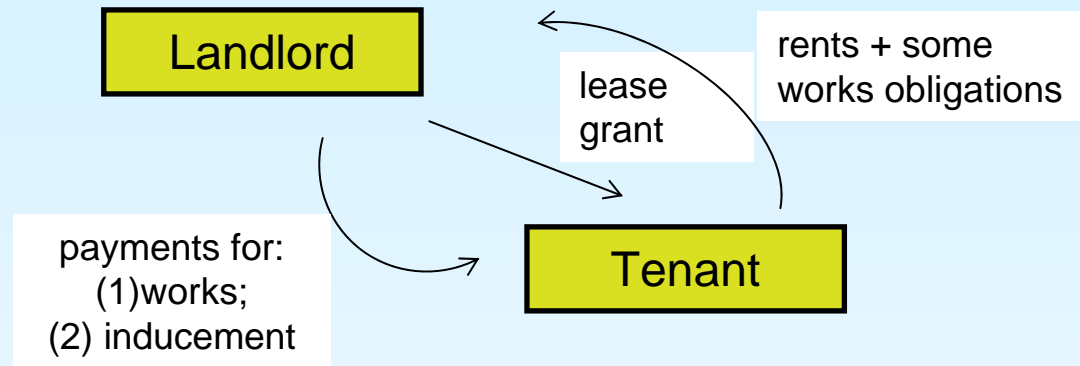 Landlord
rents + some
works obligations
lease
grant
payments for:
(1)works;
(2) inducement
Tenant